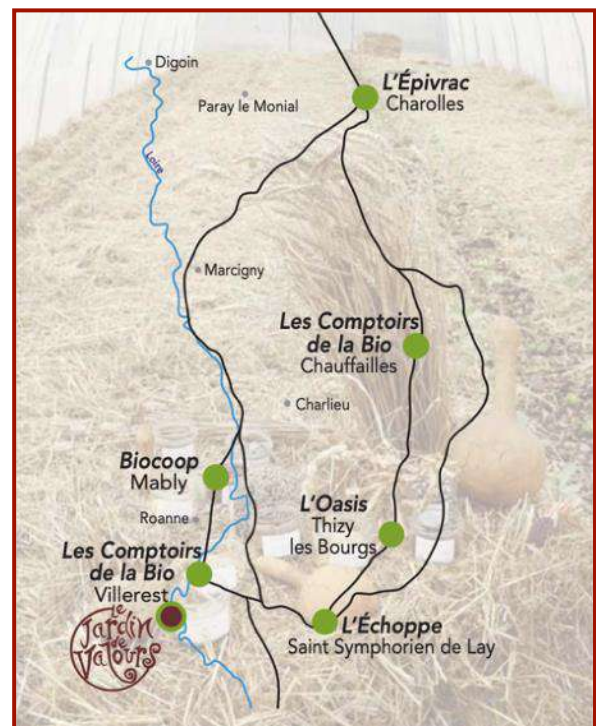 Digoin
L'Épivrac
Charolles
Paray le Monial
Loire
Marcigny
Les Comptoirs
de la Bio
Chauffailles
Charlieu
Biocoop
Mably
L'Oasis
Thizy
les Bourgs
Roanne
Les Comptoirs
de la Bio
Villerest
le
Jardin
de
Valours
L'Échoppe
Saint Symphorien de Lay